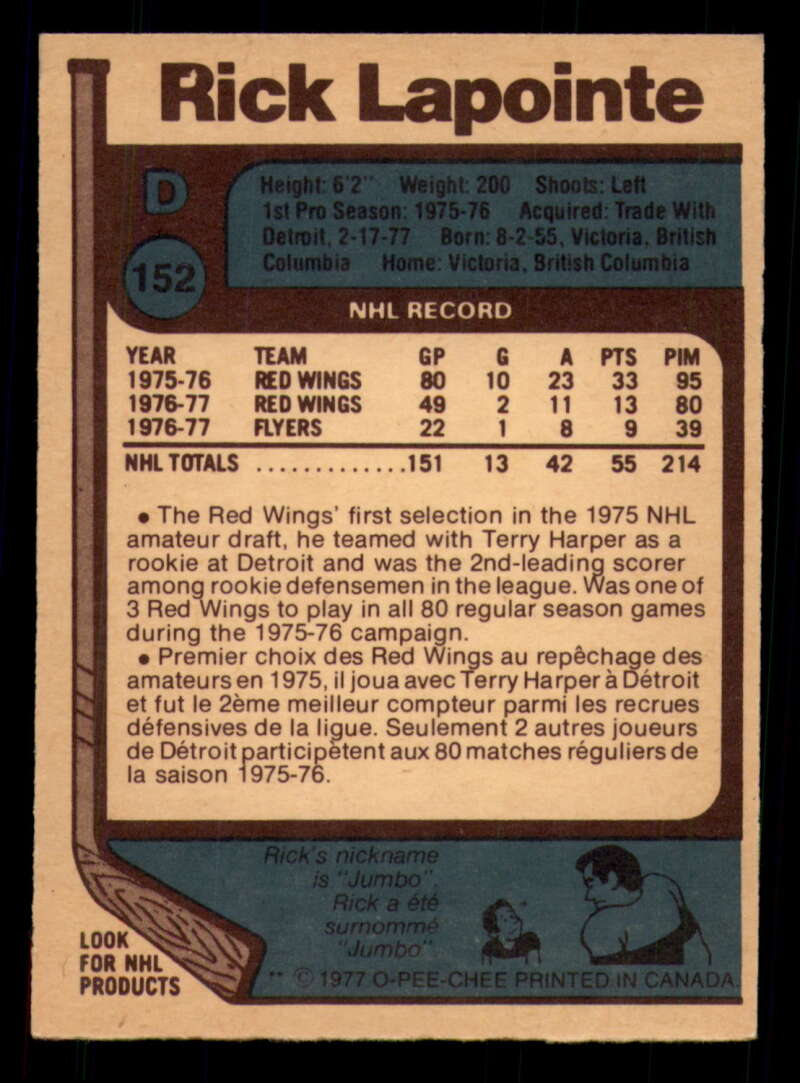 Rick Lapointe
D
152
Height: 6'2" Weight: 200 Shoots: Left
1st Pro Season: 1975-76 Acquired: Trade With
Detroit, 2-17-77 Born: 8-2-55, Victoria, British
Columbia Home: Victoria, British Columbia
NHL RECORD
YEAR TEAM GP G A PTS PIM
1975-76 RED WINGS 80 10 23 33 95
1976-77 RED WINGS 49 2 11 13 80
1976-77 FLYERS 22 1 8 9 39
NHL TOTALS .............151 13 42 55 214
• The Red Wings' first selection in the 1975 NHL
amateur draft, he teamed with Terry Harper as a
rookie at Detroit and was the 2nd-leading scorer
among rookie defensemen in the league. Was one of
3 Red Wings to play in all 80 regular season games
during the 1975-76 campaign.
• Premier choix des Red Wings au repêchage des
amateurs en 1975, il joua avec Terry Harper à Détroit
et fut le 2ème meilleur compteur parmi les recrues
défensives de la ligue. Seulement 2 autres joueurs
de Détroit participètent aux 80 matches réguliers de
la saison 1975-76.
Rick's nickname
is "Jumbo".
Rick a été
surnommé
"Jumbo".
LOOK
FOR NHL
PRODUCTS
** © 1977 O-PEE-CHEE PRINTED IN CANADA.